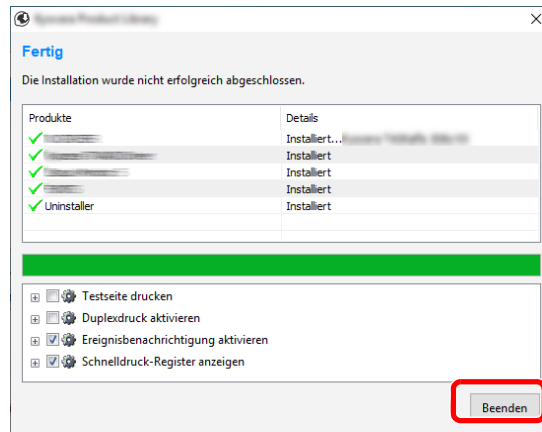 Fertig
Die Installation wurde nicht erfolgreich abgeschlossen.
Produkte Details
Installiert...
Installiert
Installiert
Installiert
Uninstaller Installiert
Testseite drucken
Duplexdruck aktivieren
Ereignisbenachrichtigung aktivieren
Schnelldruck-Register anzeigen
Beenden